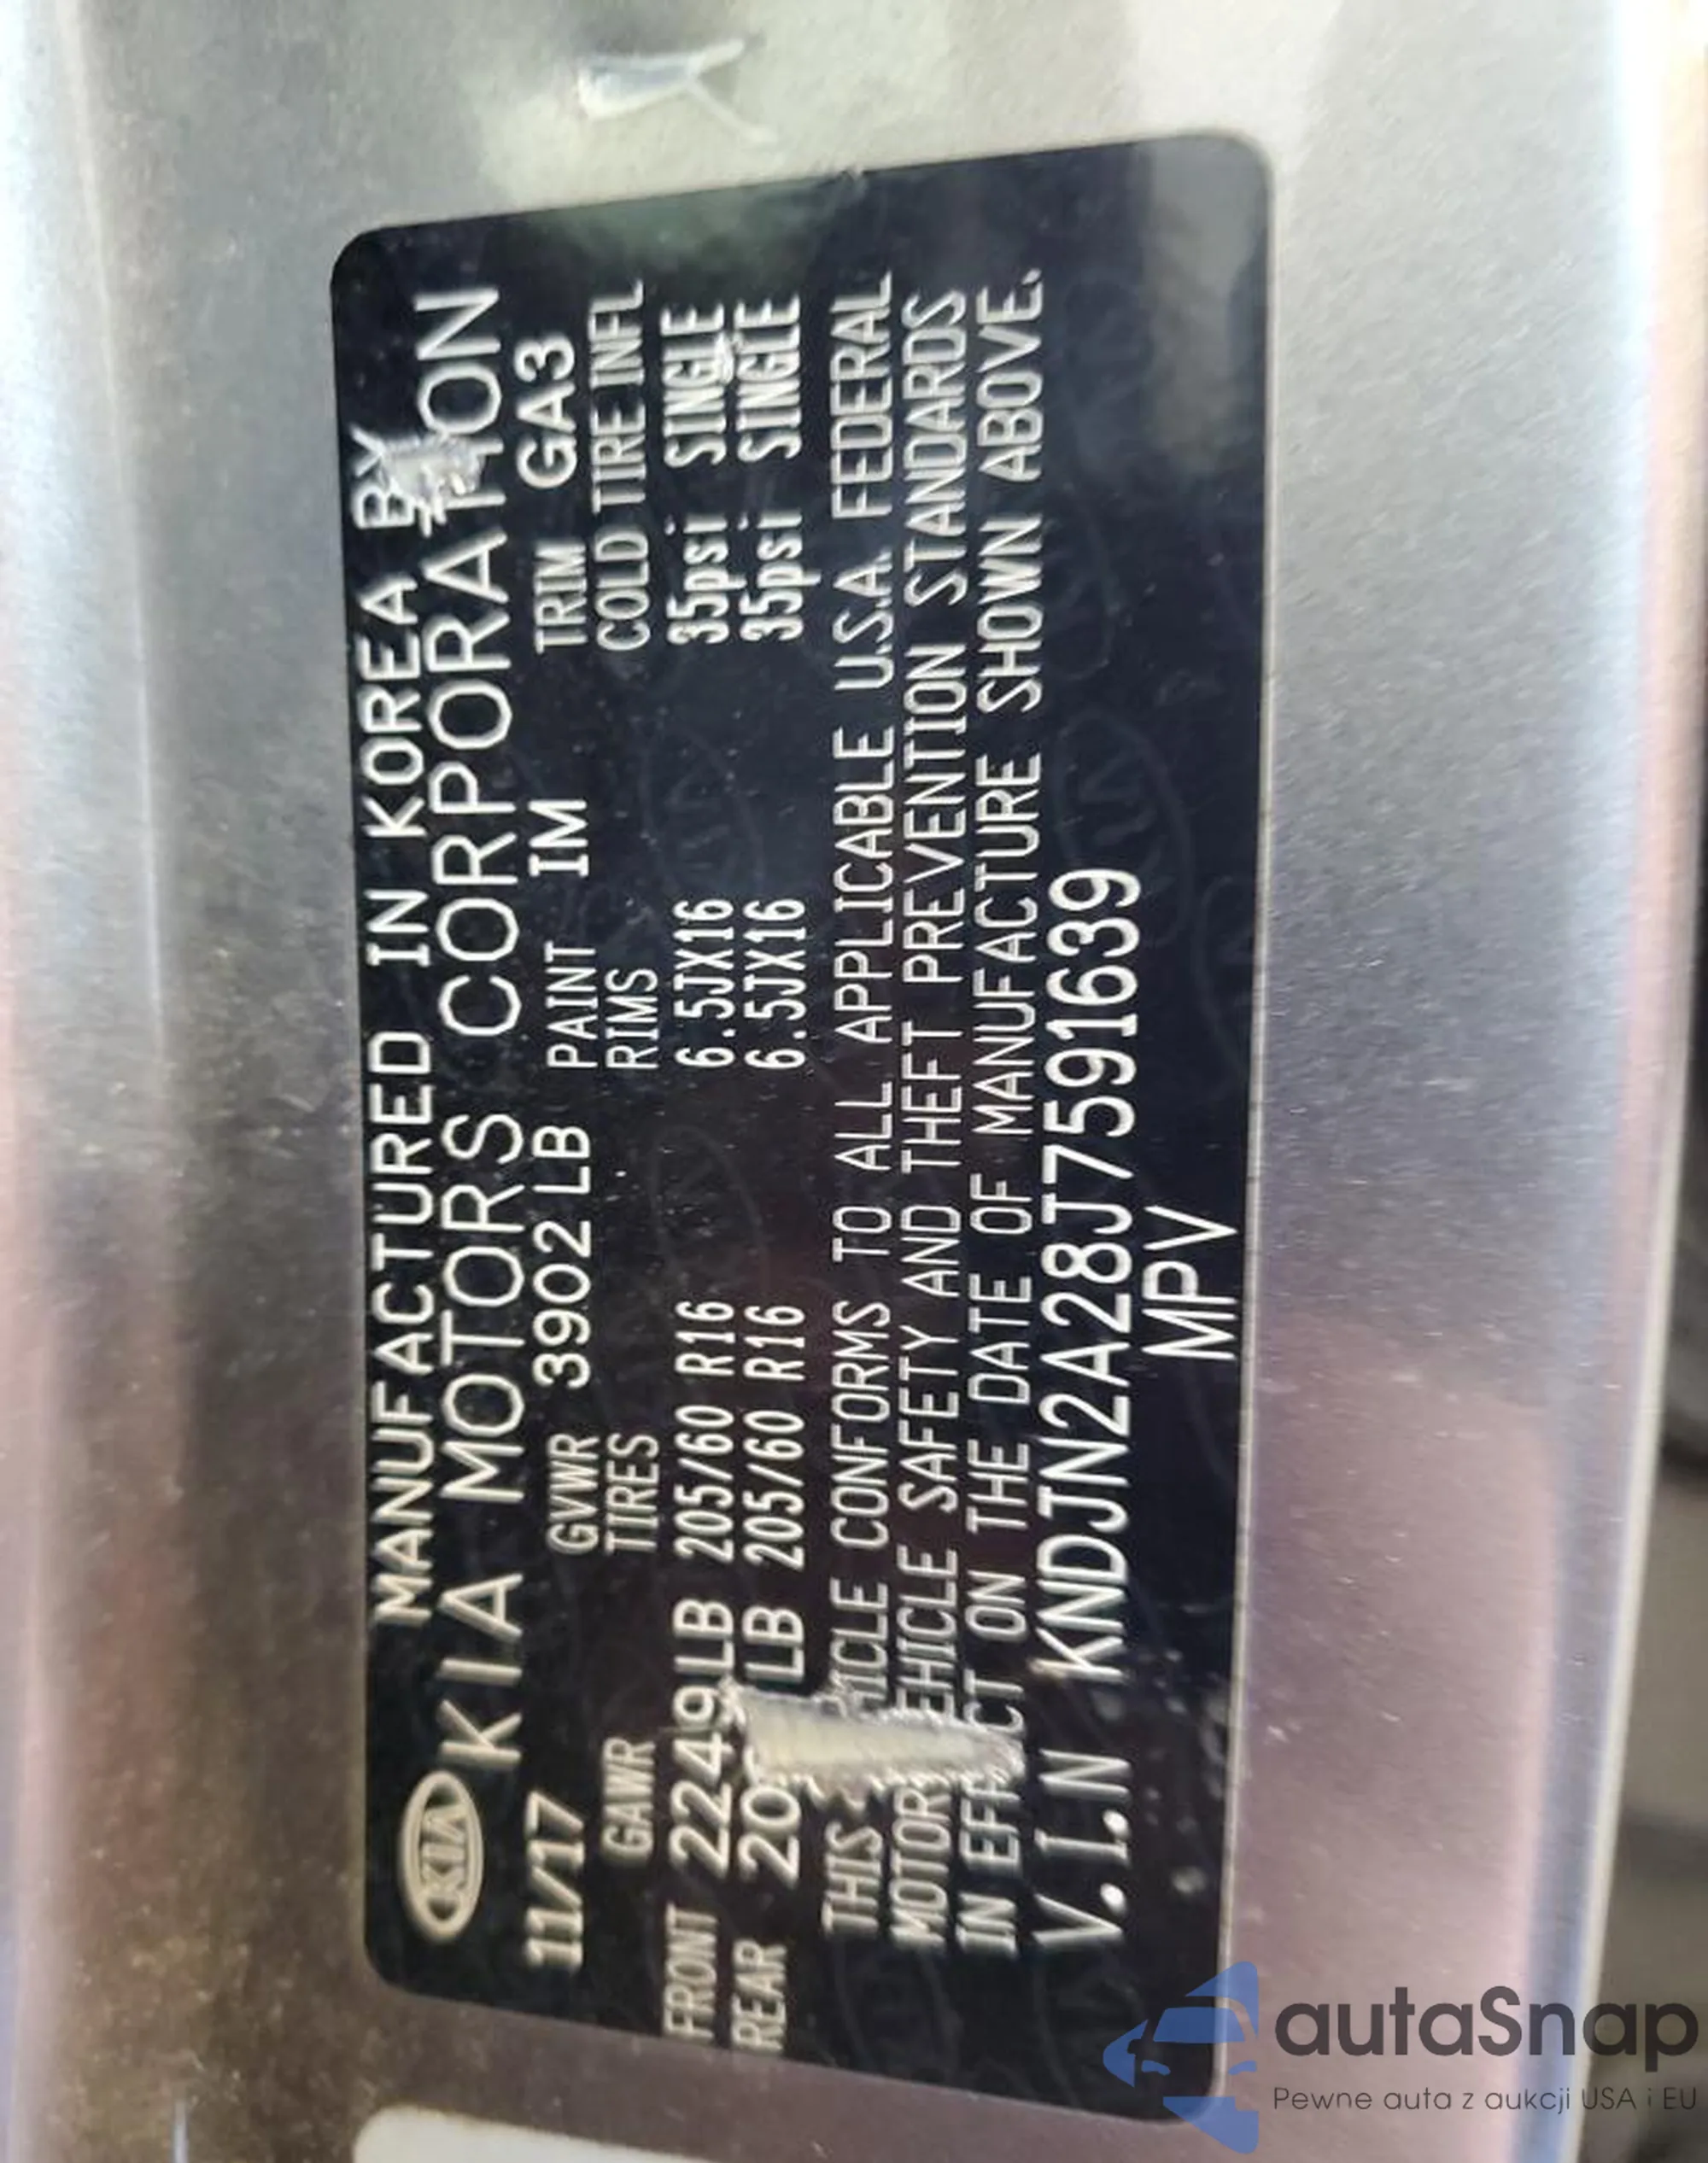 KIA
MANUFACTURED IN KOREA BY
KIA MOTORS CORPORATION
11/17 GVWR 3902 LB PAINT IM TRIM GA3
GAWR TIRES RIMS COLD TIRE INFL
FRONT 2249LB 205/60 R16 6.5JX16 35psi SINGLE
REAR LB 205/60 R16 6.5JX16 35psi SINGLE
THIS CONFORMS TO ALL APPLICABLE U.S.A. FEDERAL
MOTOR SAFETY AND THEFT PREVENTION STANDARDS
IN ON THE DATE OF MANUFACTURE SHOWN ABOVE.
V.I.N KNDJN2A28J7591639
MPV
autaSnap
Pewne auta z aukcji USA i EU